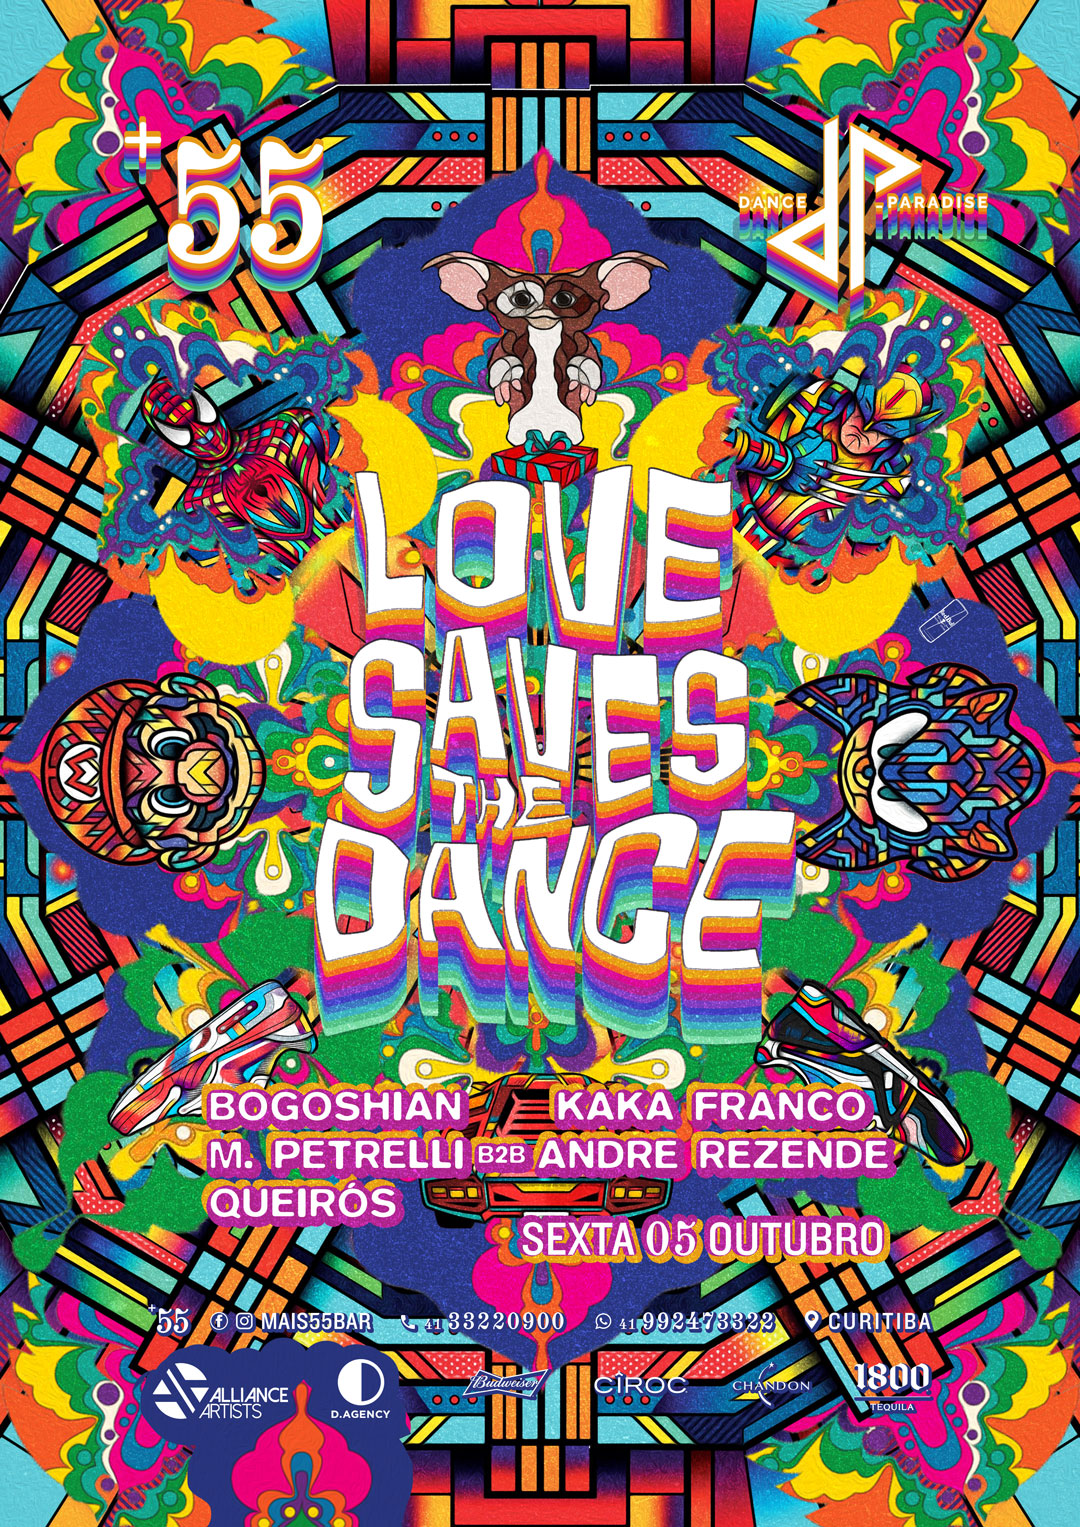 +55
DANCE PARADISE
LOVE
SAVES
THE
DANCE
BOGOSHIAN KAKA FRANCO
M. PETRELLI B2B ANDRE REZENDE
QUEIRÓS
SEXTA 05 OUTUBRO
+55 MAIS55BAR 41 33220900 41 992473322 CURITIBA
ALLIANCE ARTISTS
D.AGENCY
Budweiser
CÎROC
CHANDON
1800
TEQUILA